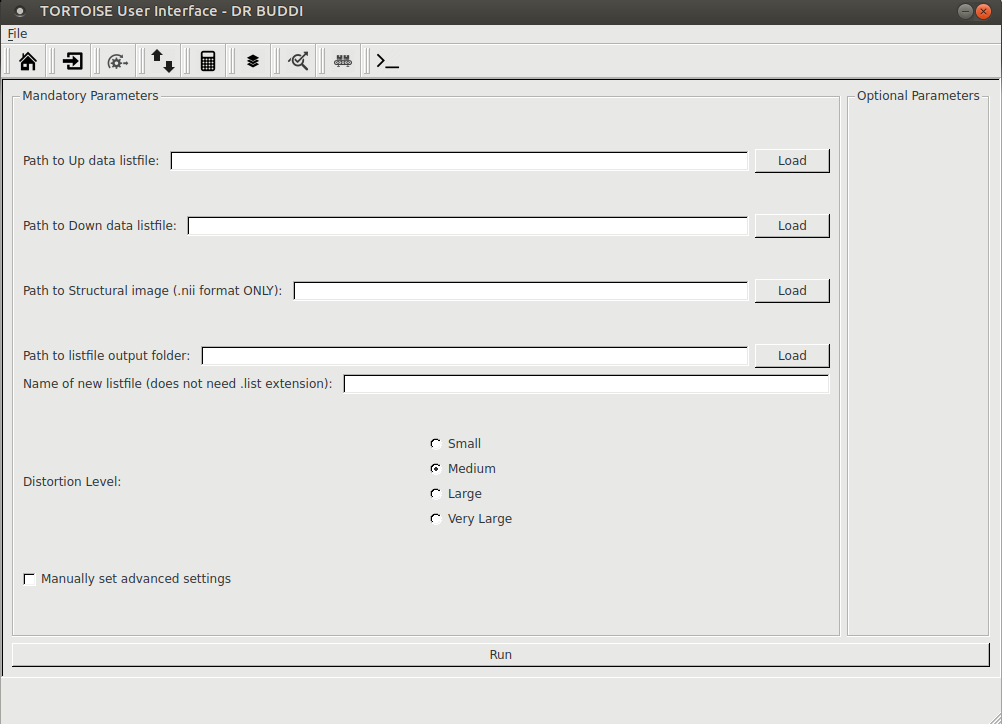 TORTOISE User Interface - DR BUDDI
File
Mandatory Parameters
Optional Parameters
Path to Up data listfile:
Load
Path to Down data listfile:
Load
Path to Structural image (.nii format ONLY):
Load
Path to listfile output folder:
Load
Name of new listfile (does not need .list extension):
Distortion Level:
Small
Medium
Large
Very Large
Manually set advanced settings
Run